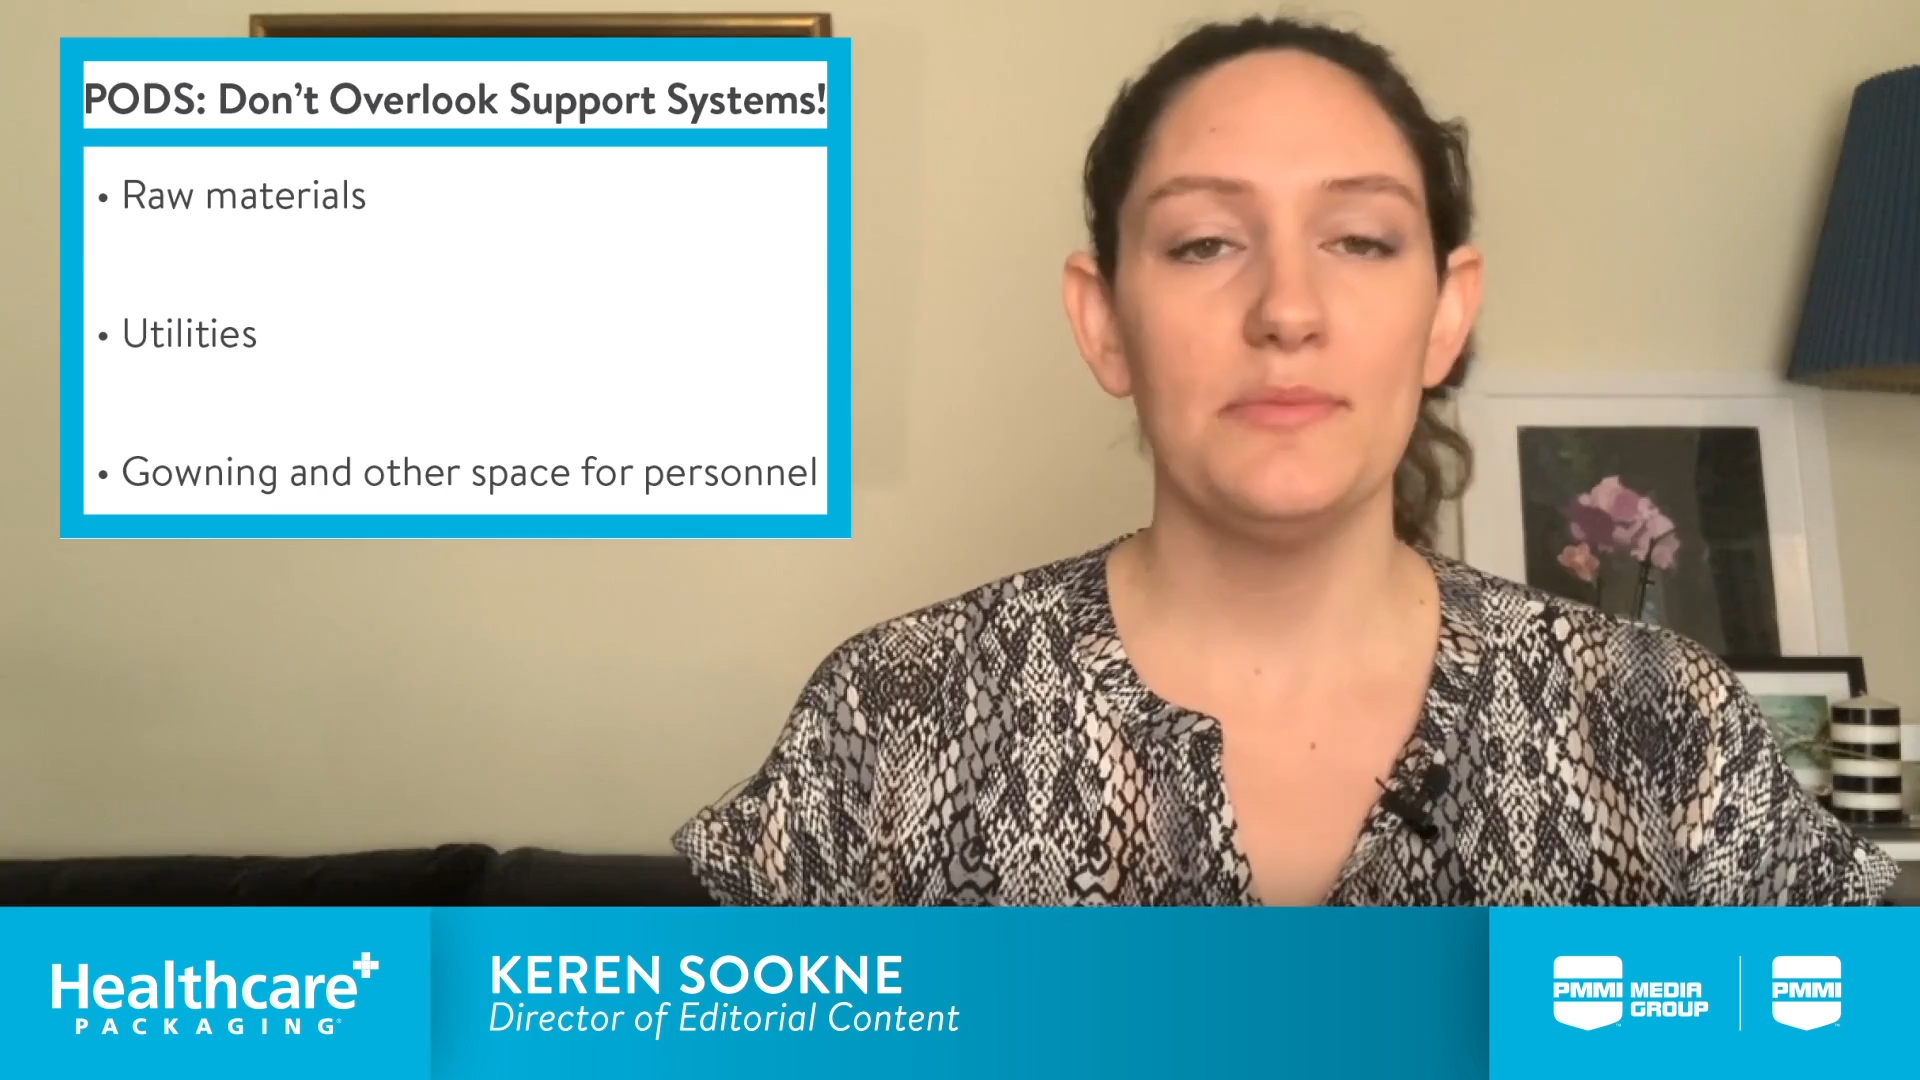 PODS: Don't Overlook Support Systems!
• Raw materials
• Utilities
• Gowning and other space for personnel
Healthcare+
PACKAGING
KEREN SOOKNE
Director of Editorial Content
PMMI MEDIA
GROUP
PMMI